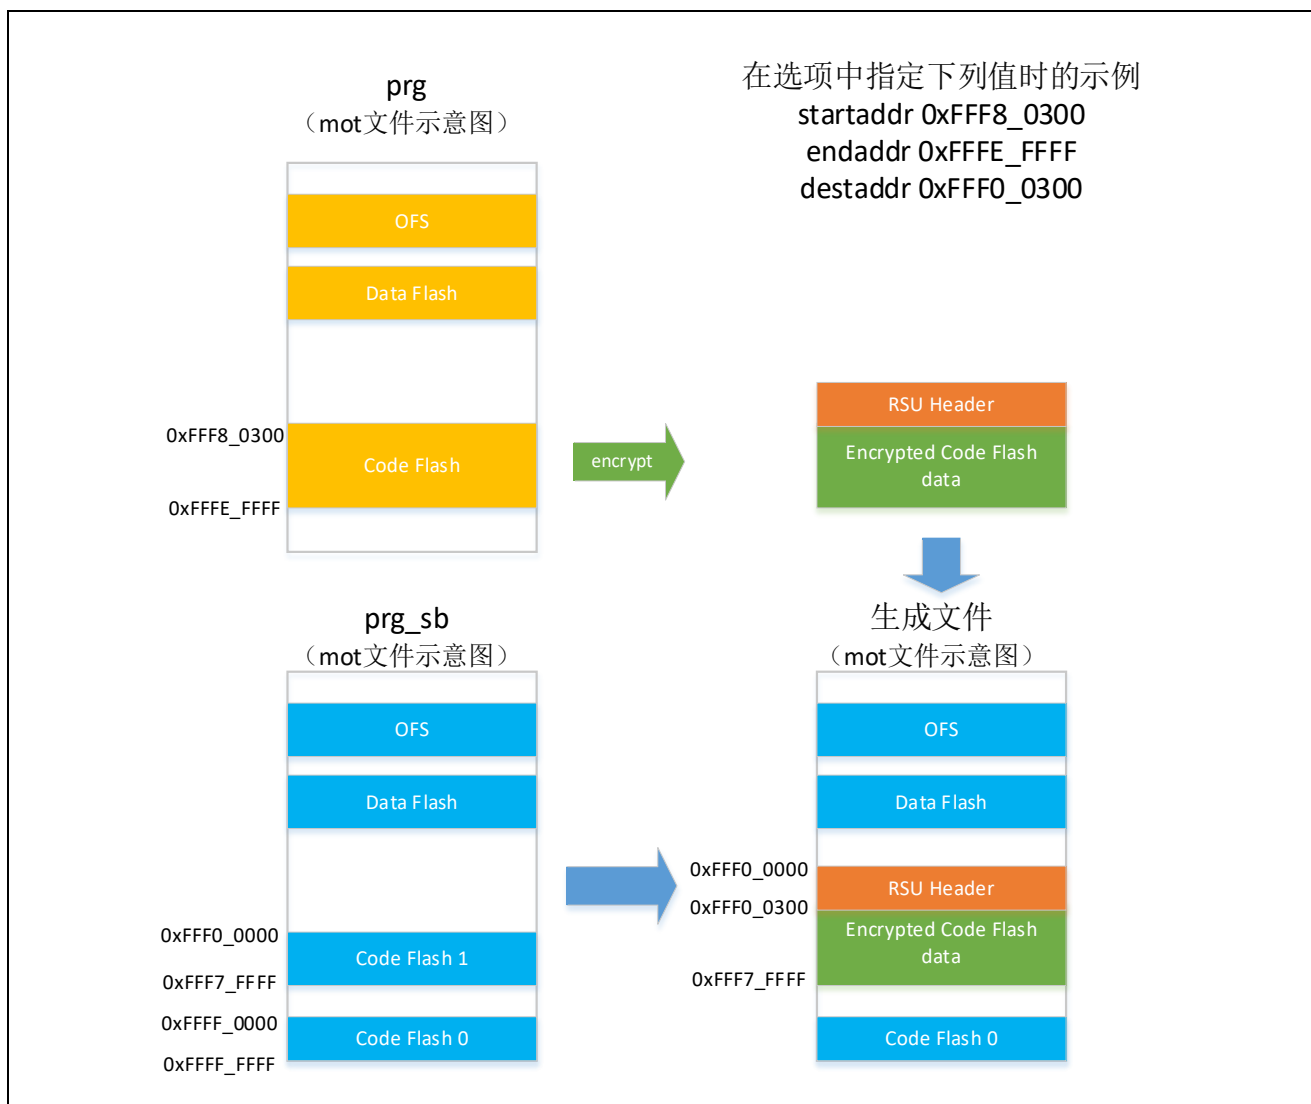 prg
（mot文件示意图）
在选项中指定下列值时的示例
startaddr 0xFFF8_0300
endaddr 0xFFFE_FFFF
destaddr 0xFFF0_0300
OFS
Data Flash
0xFFF8_0300
Code Flash
0xFFFE_FFFF
encrypt
RSU Header
Encrypted Code Flash
data
prg_sb
（mot文件示意图）
OFS
Data Flash
0xFFF0_0000
Code Flash 1
0xFFF7_FFFF
0xFFFF_0000
Code Flash 0
0xFFFF_FFFF
生成文件
（mot文件示意图）
OFS
Data Flash
0xFFF0_0000
RSU Header
0xFFF0_0300
Encrypted Code Flash
data
0xFFF7_FFFF
Code Flash 0